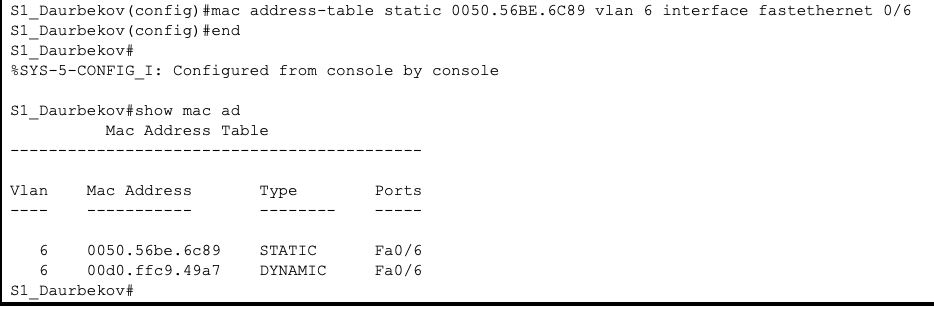 S1_Daurbekov(config)#mac address-table static 0050.56BE.6C89 vlan 6 interface fastethernet 0/6
S1_Daurbekov(config)#end
S1_Daurbekov#
%SYS-5-CONFIG_I: Configured from console by console
S1_Daurbekov#show mac ad
Mac Address Table
-------------------------------------------
Vlan    Mac Address       Type        Ports
----    -----------       --------    -----
6    0050.56be.6c89    STATIC      Fa0/6
6    00d0.ffc9.49a7    DYNAMIC     Fa0/6
S1_Daurbekov#